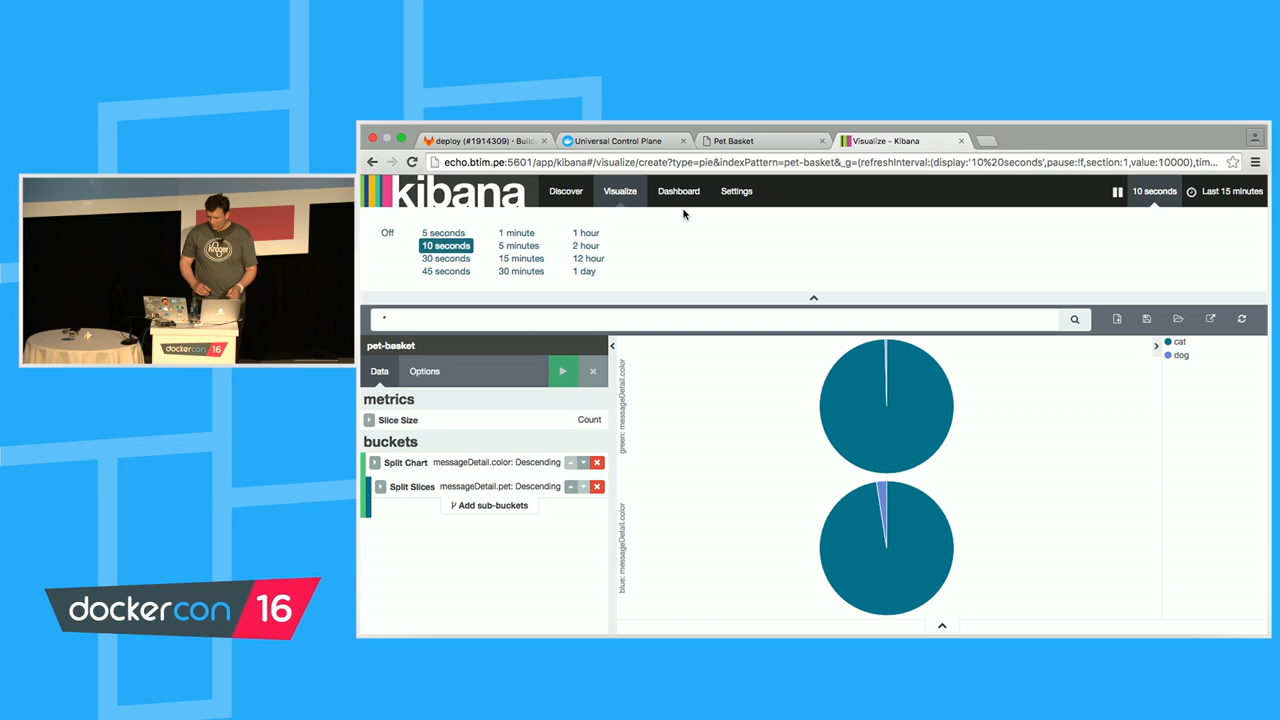 deploy (#1914309) · Build
Universal Control Plane
Pet Basket
Visualize - Kibana
echo.btim.pe:5601/app/kibana#/visualize/create?type=pie&indexPattern=pet-basket&_g=(refreshInterval:(display:'10%20seconds',pause:!f,section:1,value:10000),tim...
kibana
Discover
Visualize
Dashboard
Settings
10 seconds
Last 15 minutes
Off
5 seconds
1 minute
1 hour
10 seconds
5 minutes
2 hour
30 seconds
15 minutes
12 hour
45 seconds
30 minutes
1 day
*
pet-basket
Data
Options
metrics
Slice Size
Count
buckets
Split Chart
messageDetail.color: Descending
Split Slices
messageDetail.pet: Descending
Add sub-buckets
green: messageDetail.color
blue: messageDetail.color
cat
dog
Kroger
dockercon 16
dockercon 16